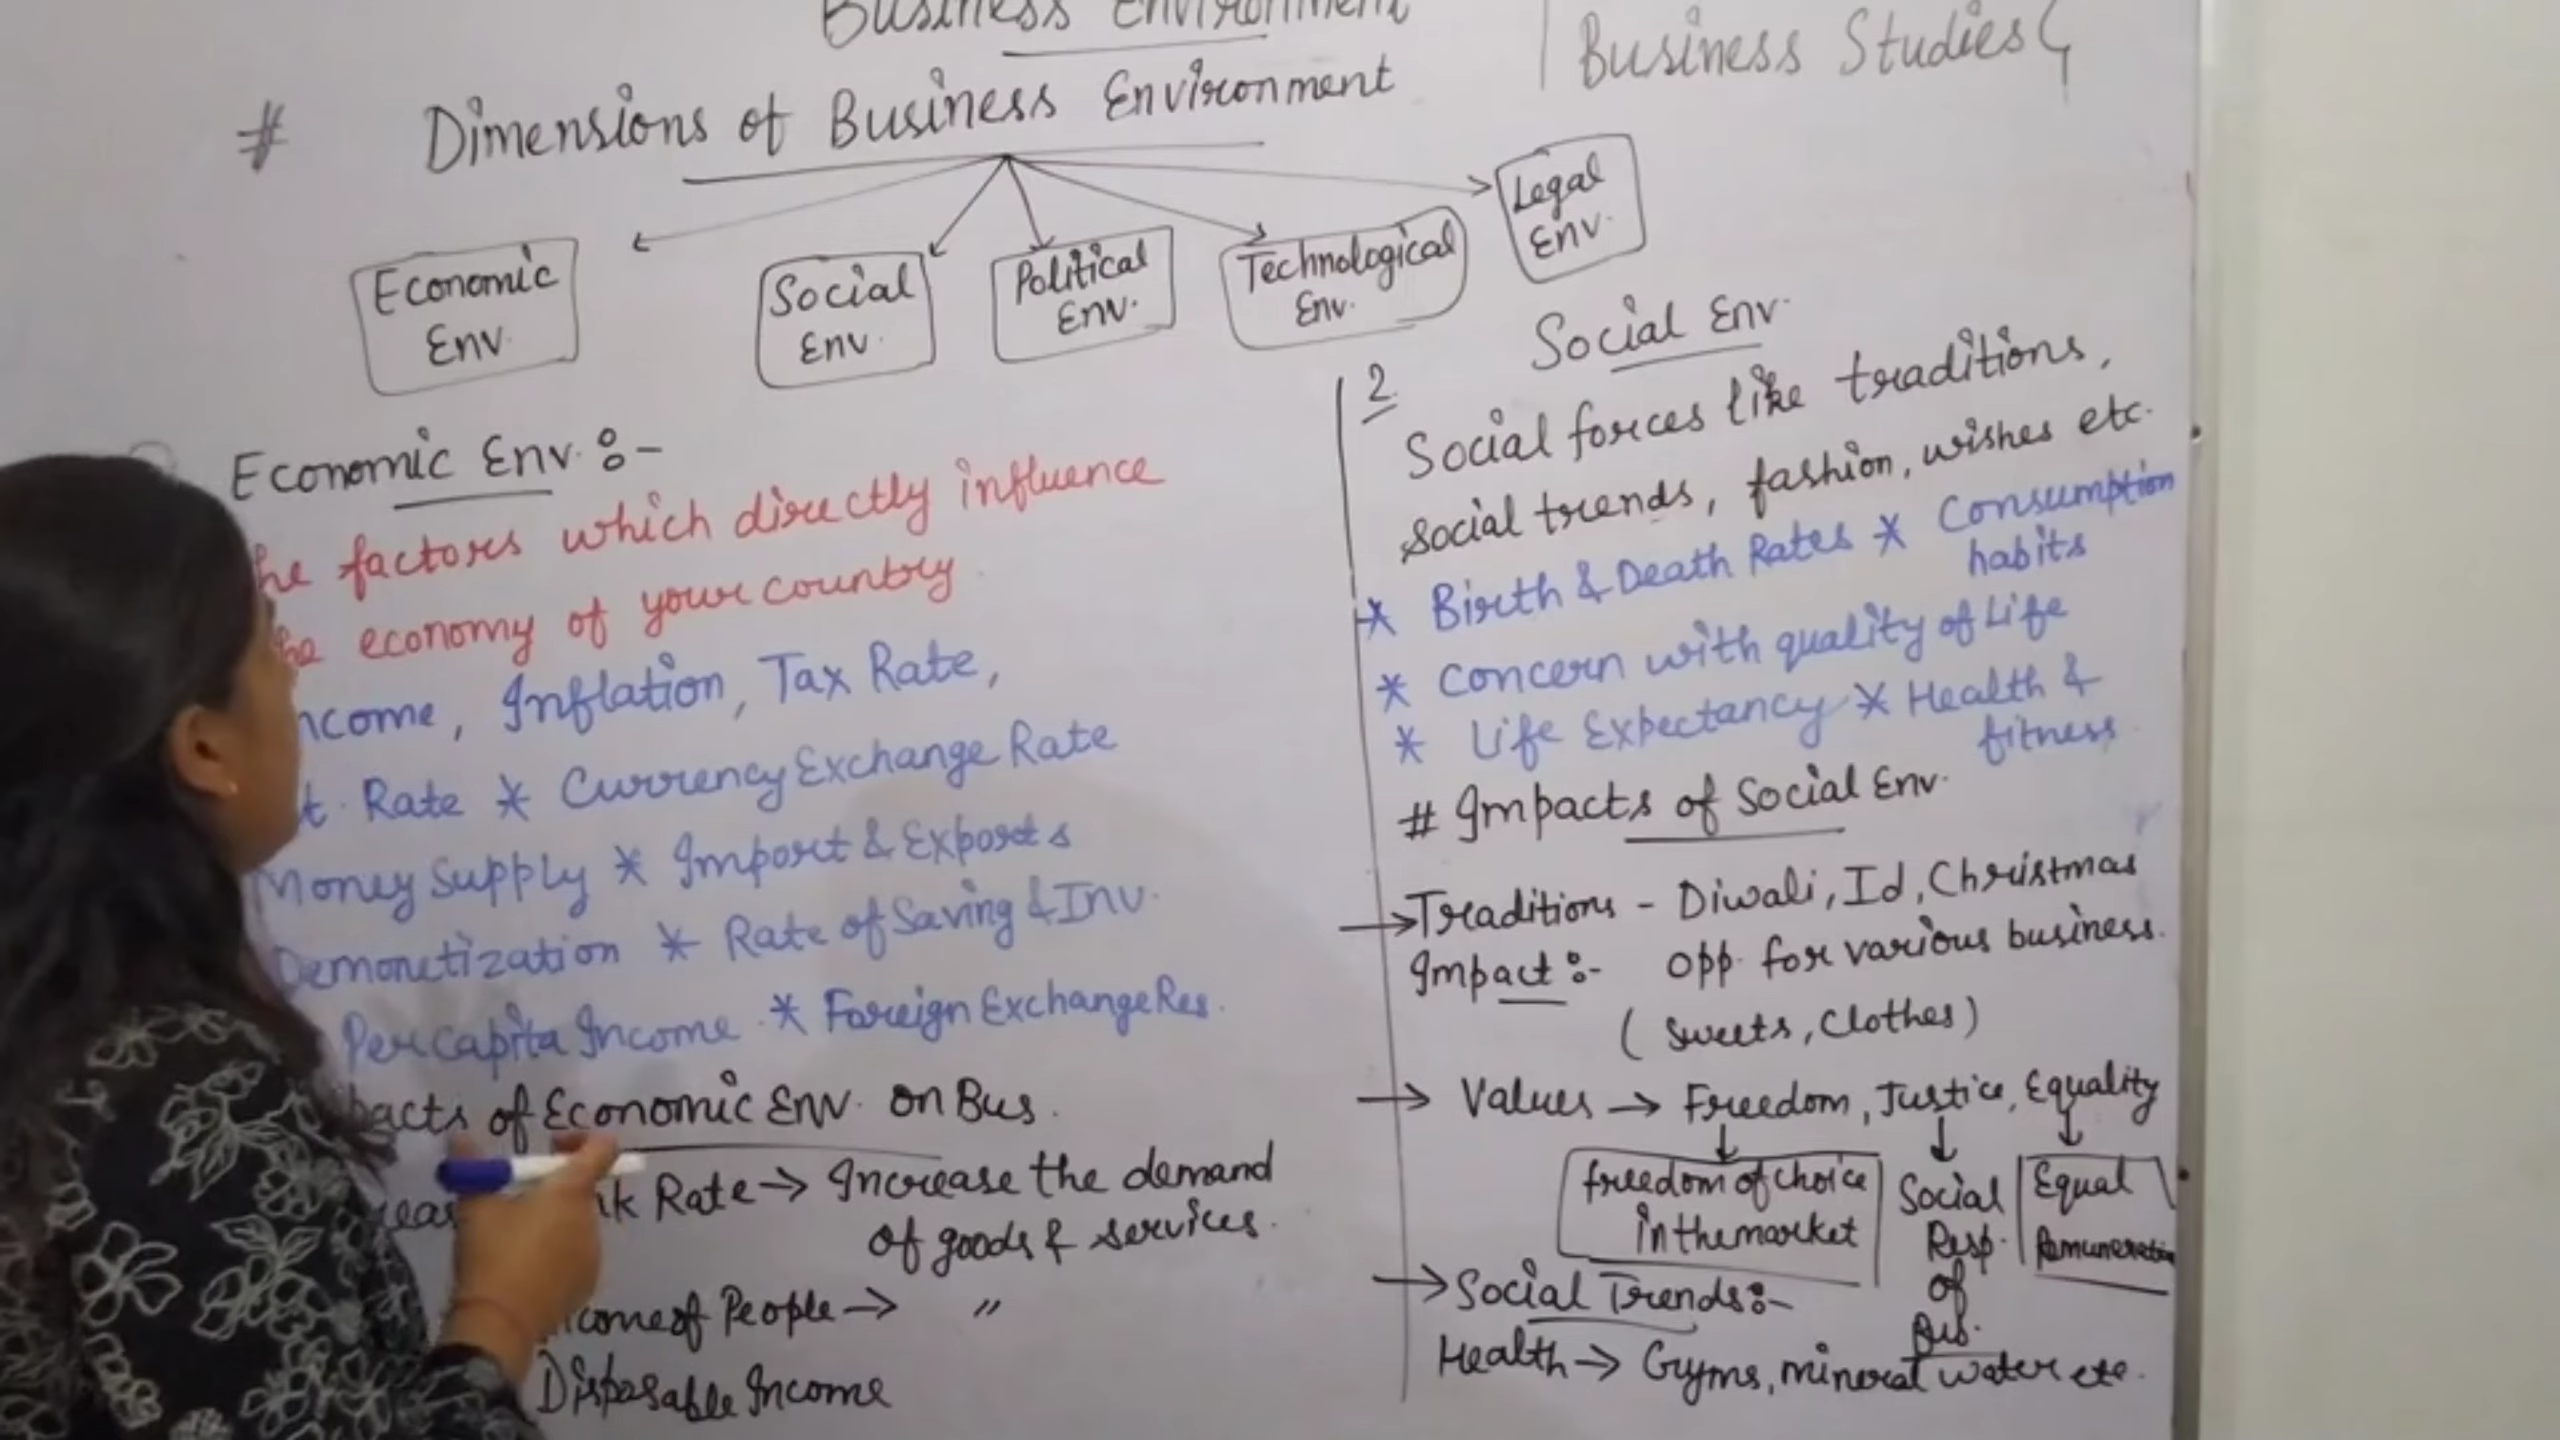 Business Environment
Business Studies
# Dimensions of Business Environment
Economic Env.
Social Env.
Political Env.
Technological Env.
Legal Env.
Economic Env. :-
factors which directly influence
economy of your country
Inflation, Tax Rate,
Rate * Currency Exchange Rate
Money Supply * Import & Exports
Demonetization * Rate of Saving & Inv.
Per capita Income * Foreign Exchange Res.
of Economic Env. on Bus.
Rate → Increase the demand
of goods & services.
of People → "
Disposable Income
2. Social Env.
Social forces like traditions,
social trends, fashion, wishes etc.
* Birth & Death Rates * Consumption
habits
* Concern with quality of Life
* Life Expectancy * Health &
fitness
# Impacts of Social Env.
→ Traditions - Diwali, Id, Christmas
Impact :- opp. for various business.
(Sweets, Clothes)
→ Values → Freedom, Justice, Equality
freedom of choice
in the market
Social
Resp.
of
Bus.
Equal
Remuneration
→ Social Trends :-
Health → Gyms, mineral water etc.